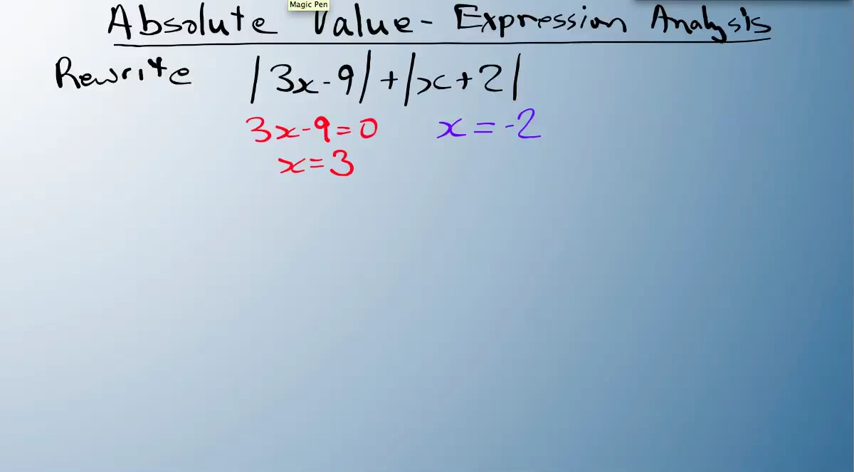 Magic Pen
Absolute Value - Expression Analysis
Rewrite |3x-9|+|x+2|
3x-9=0 x=-2
x=3